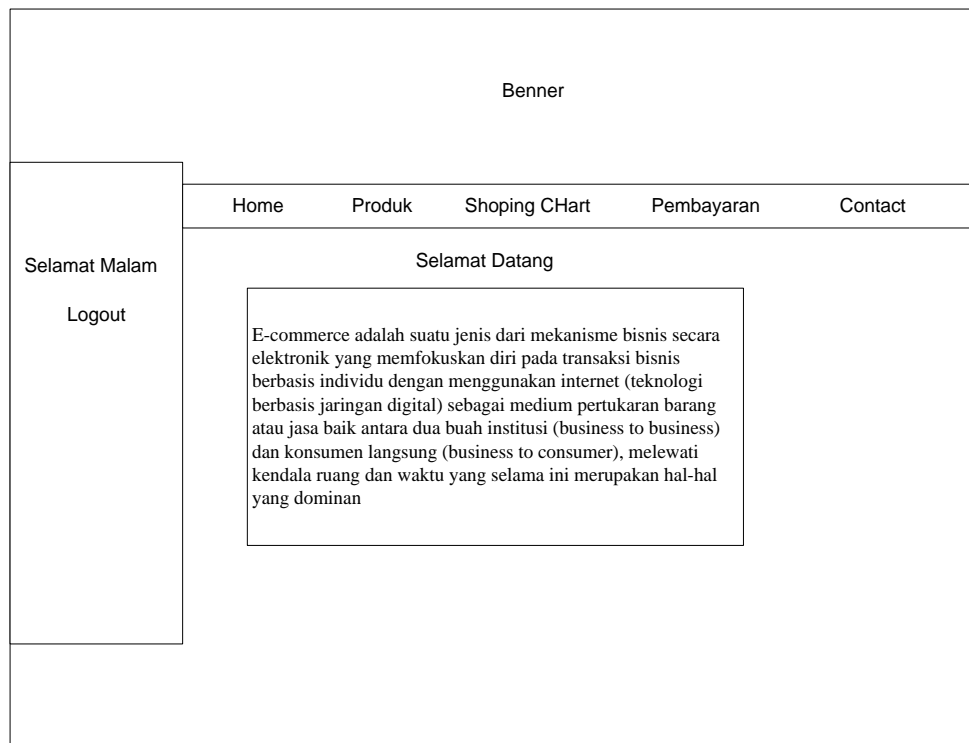 Benner
Home Produk Shoping CHart Pembayaran Contact
Selamat Malam
Logout
Selamat Datang
E-commerce adalah suatu jenis dari mekanisme bisnis secara
elektronik yang memfokuskan diri pada transaksi bisnis
berbasis individu dengan menggunakan internet (teknologi
berbasis jaringan digital) sebagai medium pertukaran barang
atau jasa baik antara dua buah institusi (business to business)
dan konsumen langsung (business to consumer), melewati
kendala ruang dan waktu yang selama ini merupakan hal-hal
yang dominan